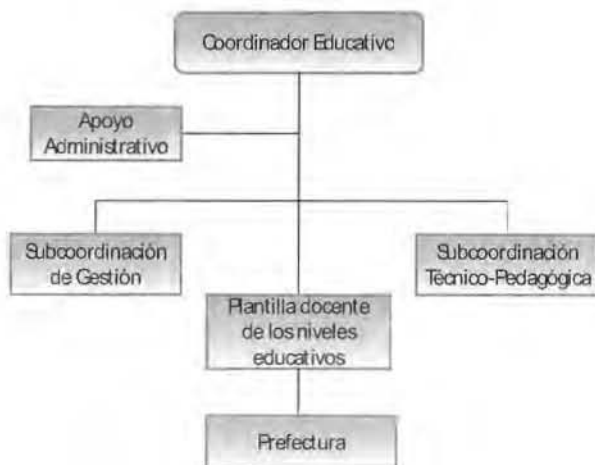 Coordinador Educativo
Apoyo
Administrativo
Subcoordinación
de Gestión
Subcoordinación
Técnico-Pedagógica
Plantilla docente
de los niveles
educativos
Prefectura